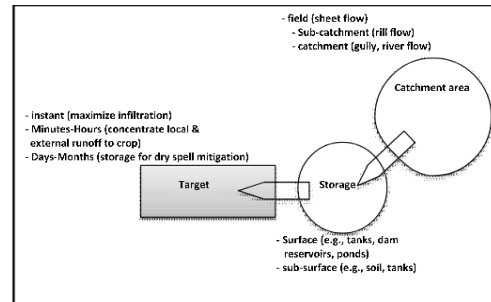 - field (sheet flow)
- Sub-catchment (rill flow)
- catchment (gully, river flow)
Catchment area
- instant (maximize infiltration)
- Minutes-Hours (concentrate local &
external runoff to crop)
- Days-Months (storage for dry spell mitigation)
Target
Storage
- Surface (e.g., tanks, dam
reservoirs, ponds)
- sub-surface (e.g., soil, tanks)